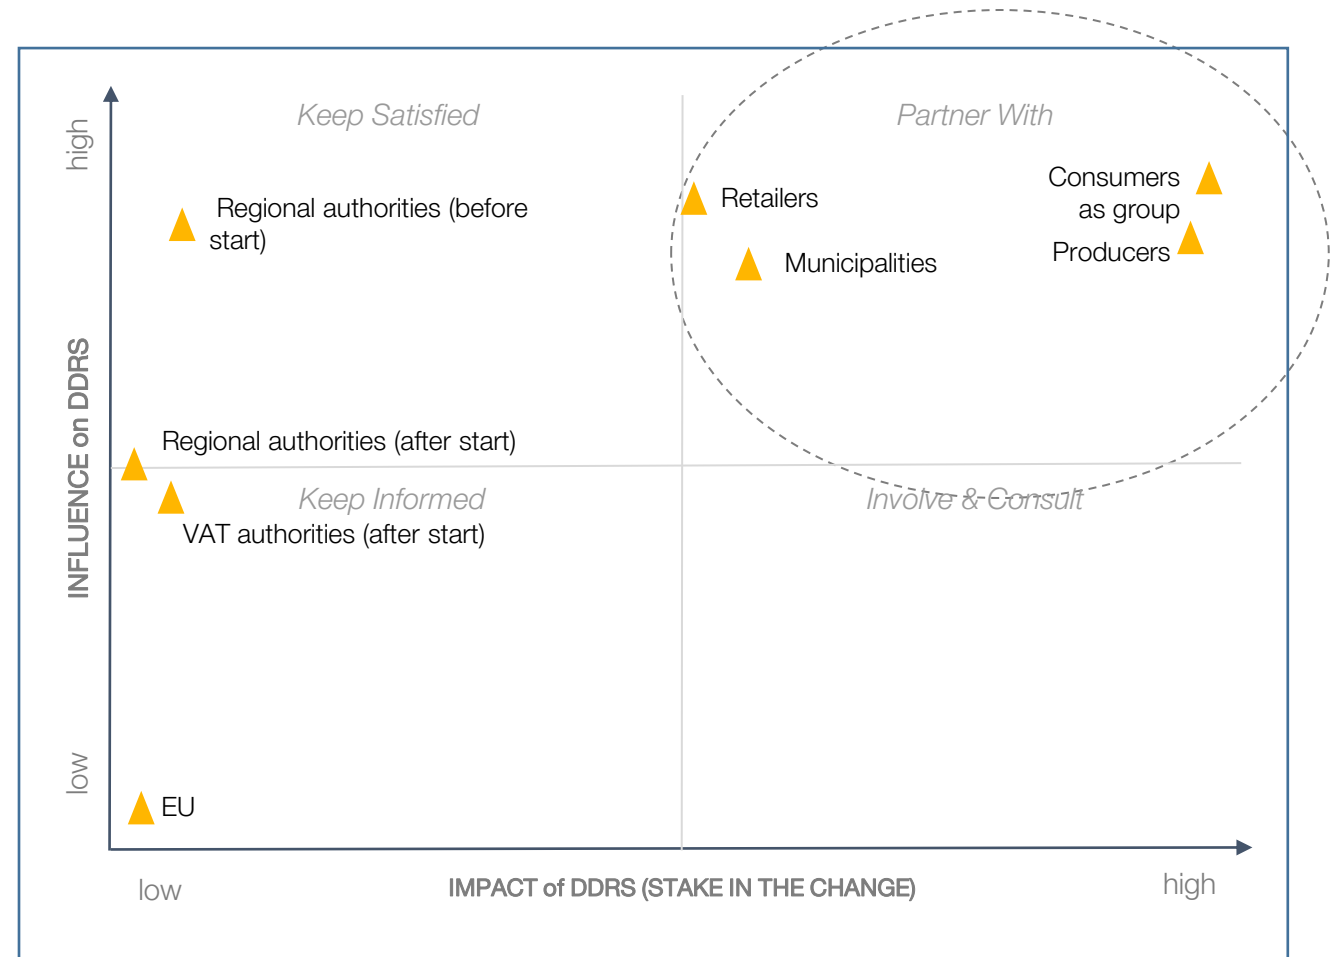 Keep Satisfied
Partner With
high
Consumers
as group
Retailers
Regional authorities (before
start)
Producers
Municipalities
INFLUENCE on DDRS
Regional authorities (after start)
Keep Informed
Involve & Consult
VAT authorities (after start)
low
EU
low
IMPACT of DDRS (STAKE IN THE CHANGE)
high